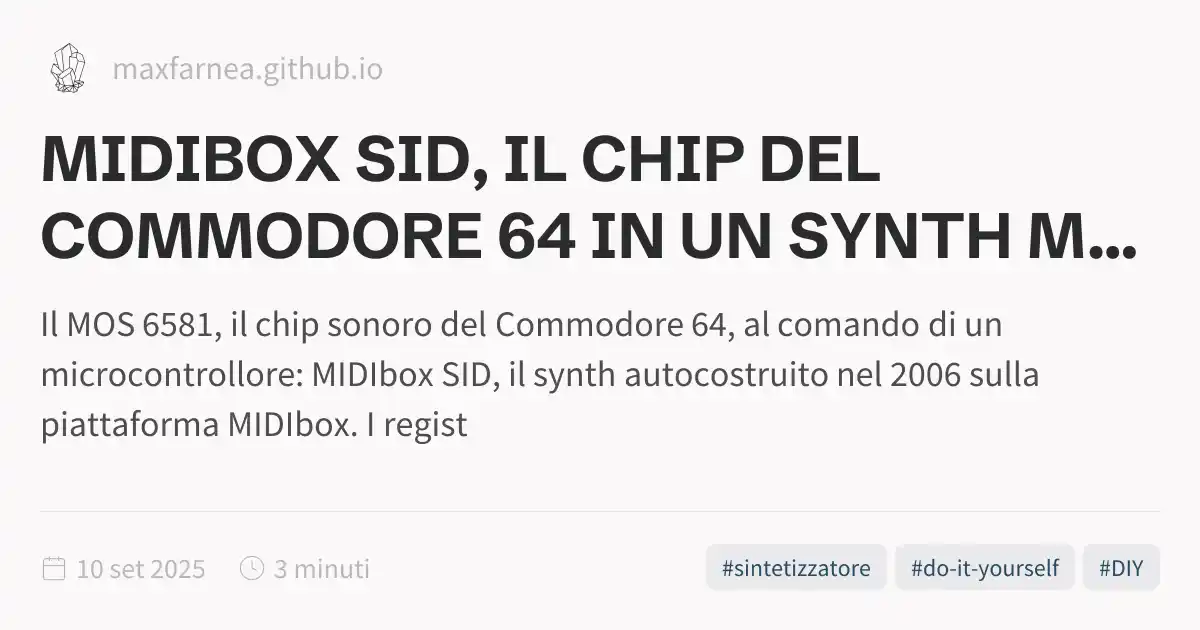 maxfarnea.github.io
MIDIBOX SID, IL CHIP DEL
COMMODORE 64 IN UN SYNTH M...
Il MOS 6581, il chip sonoro del Commodore 64, al comando di un
microcontrollore: MIDIbox SID, il synth autocostruito nel 2006 sulla
piattaforma MIDIbox. I regist
10 set 2025 3 minuti #sintetizzatore #do-it-yourself #DIY